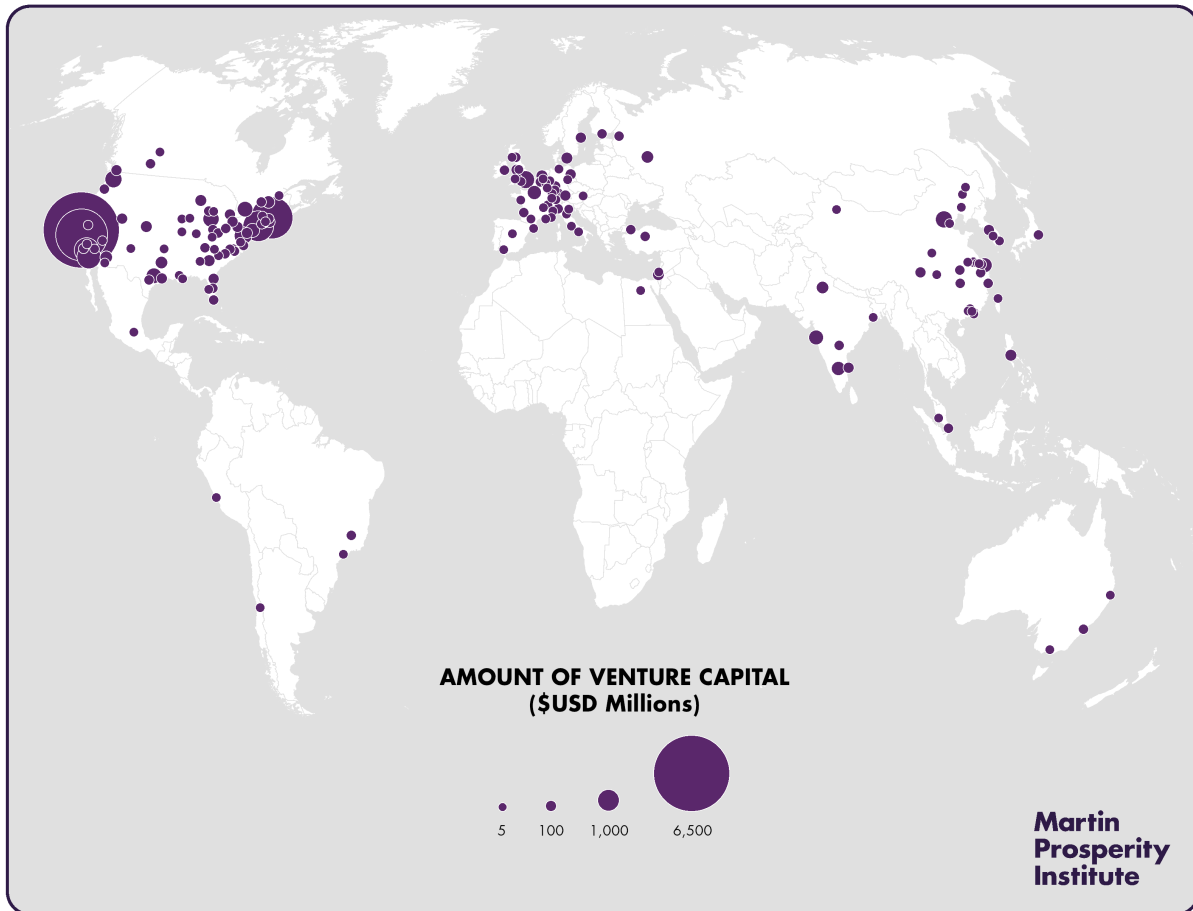 AMOUNT OF VENTURE CAPITAL
($USD Millions)
5 100 1,000 6,500
Martin
Prosperity
Institute